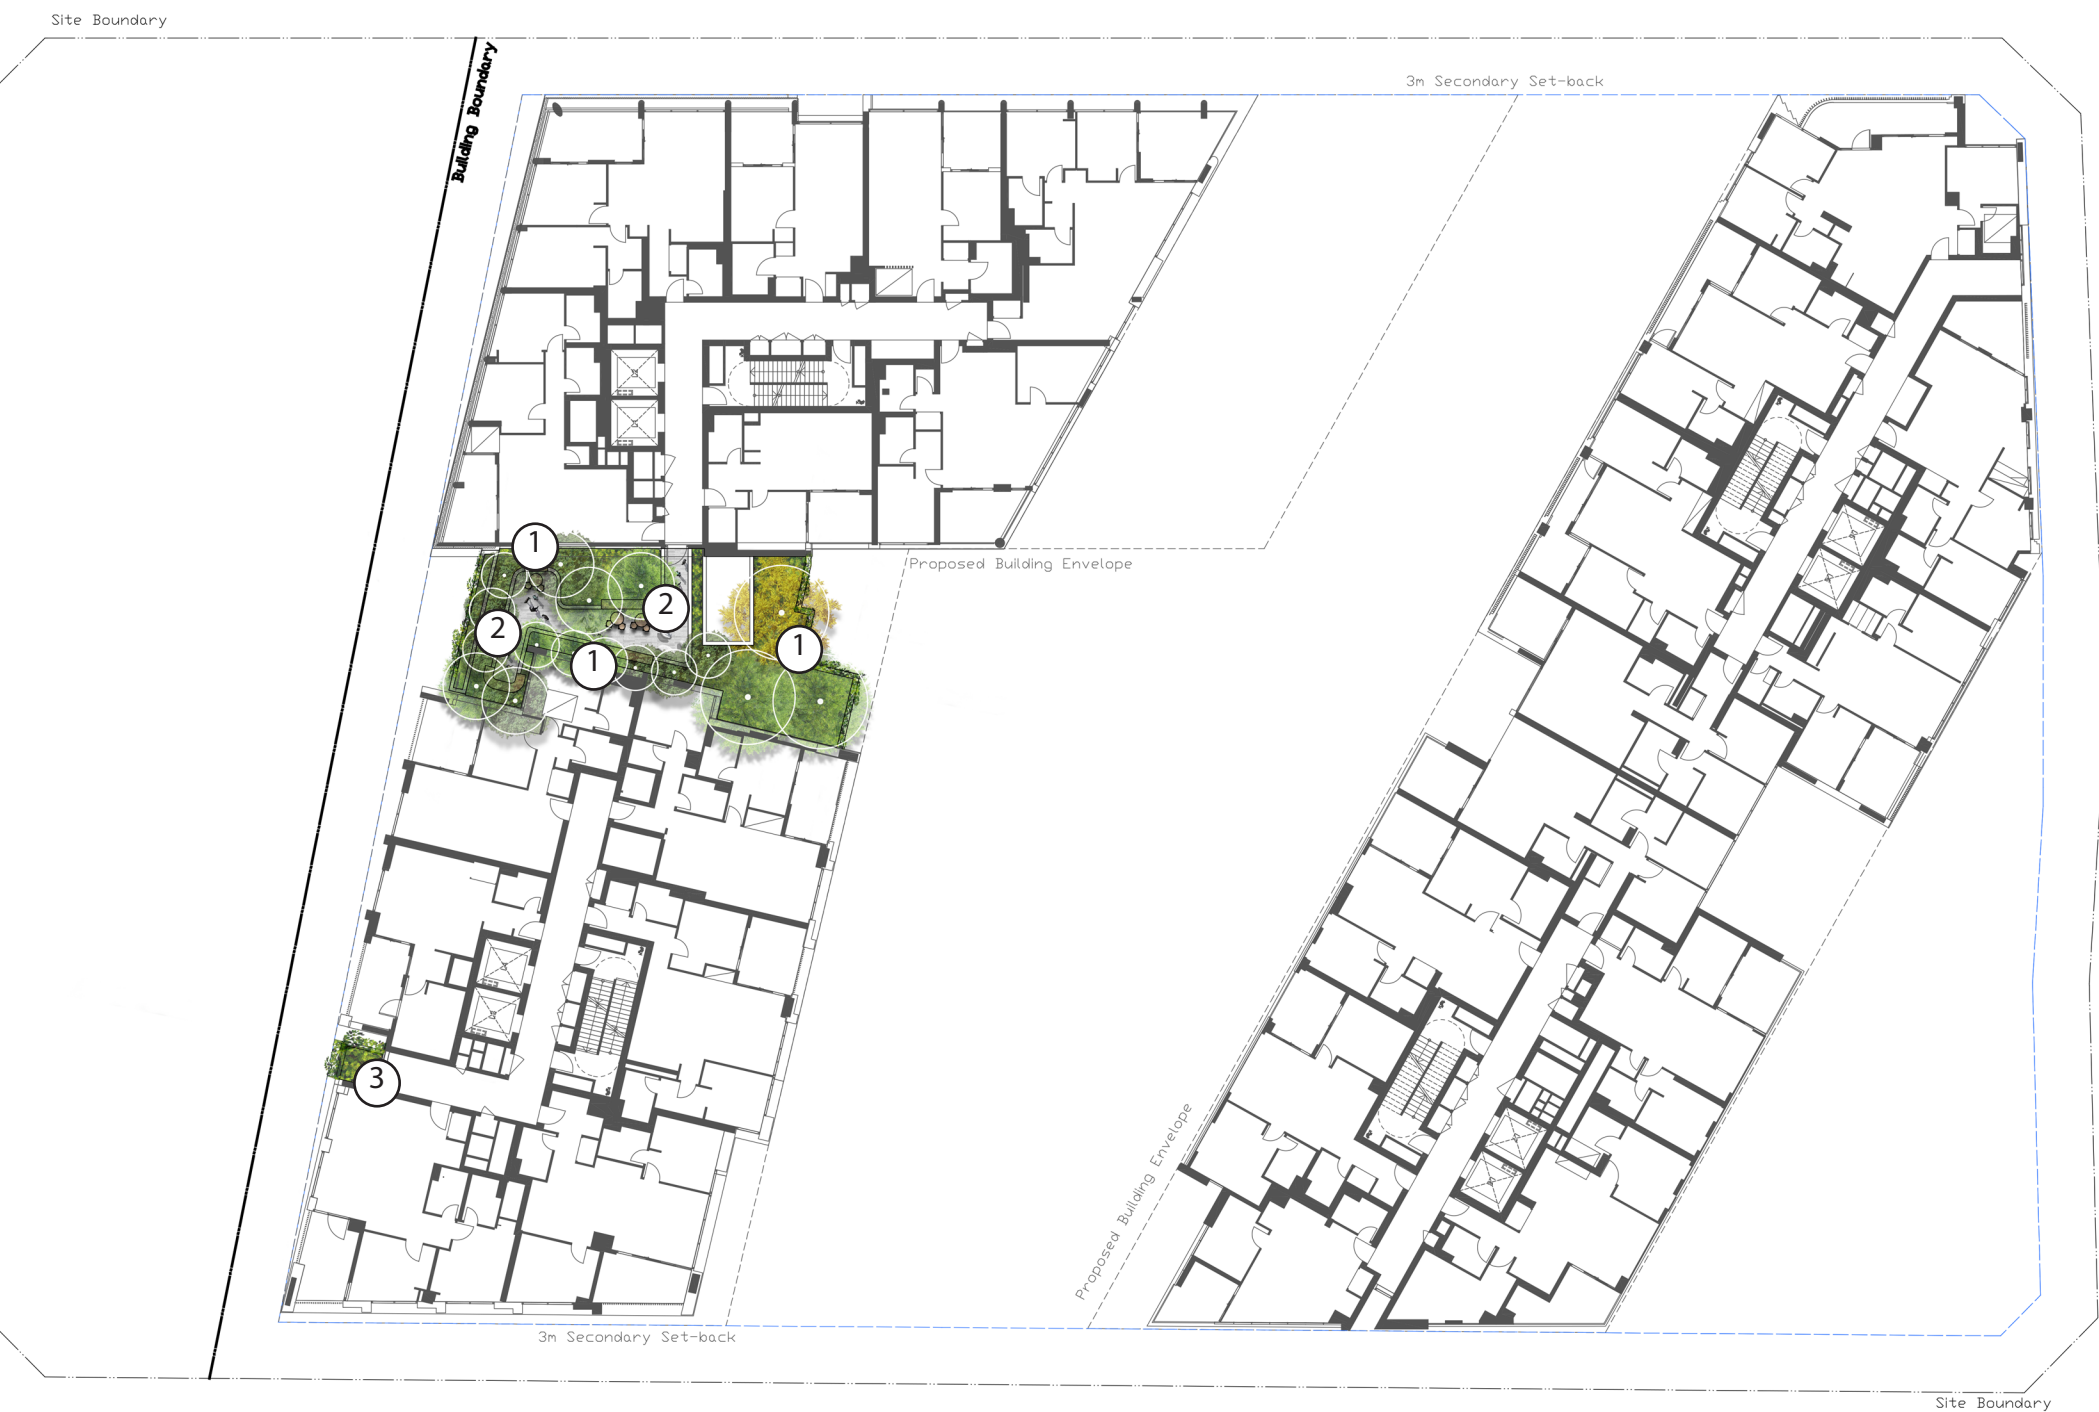 Site Boundary
Building Boundary
3m Secondary Set-back
1
Proposed Building Envelope
2
2
1
1
3
Proposed Building Envelope
3m Secondary Set-back
Site Boundary